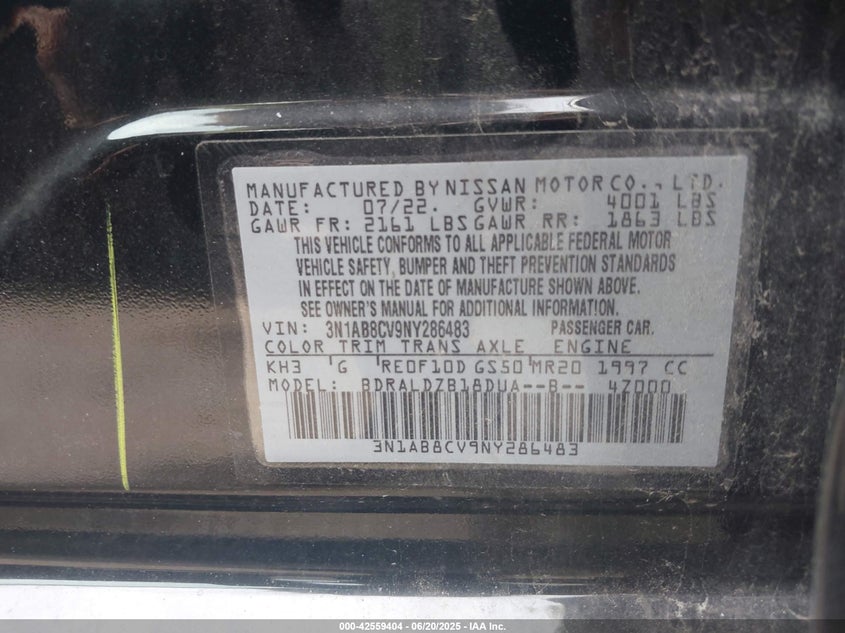 MANUFACTURED BY NISSAN MOTOR CO., LTD.
DATE: 07/22. GVWR: 4001 LBS
GAWR FR: 2161 LBS GAWR RR: 1863 LBS
THIS VEHICLE CONFORMS TO ALL APPLICABLE FEDERAL MOTOR
VEHICLE SAFETY, BUMPER AND THEFT PREVENTION STANDARDS
IN EFFECT ON THE DATE OF MANUFACTURE SHOWN ABOVE.
SEE OWNER'S MANUAL FOR ADDITIONAL INFORMATION.
VIN: 3N1AB8CV9NY286483 PASSENGER CAR.
COLOR TRIM TRANS AXLE ENGINE
KH3 G RE0F10D GS50 MR20 1997 CC
MODEL: BDRALDZB18DUA--B-- 4Z000
3N1AB8CV9NY286483
000-42559404 - 06/20/2025 - IAA Inc.